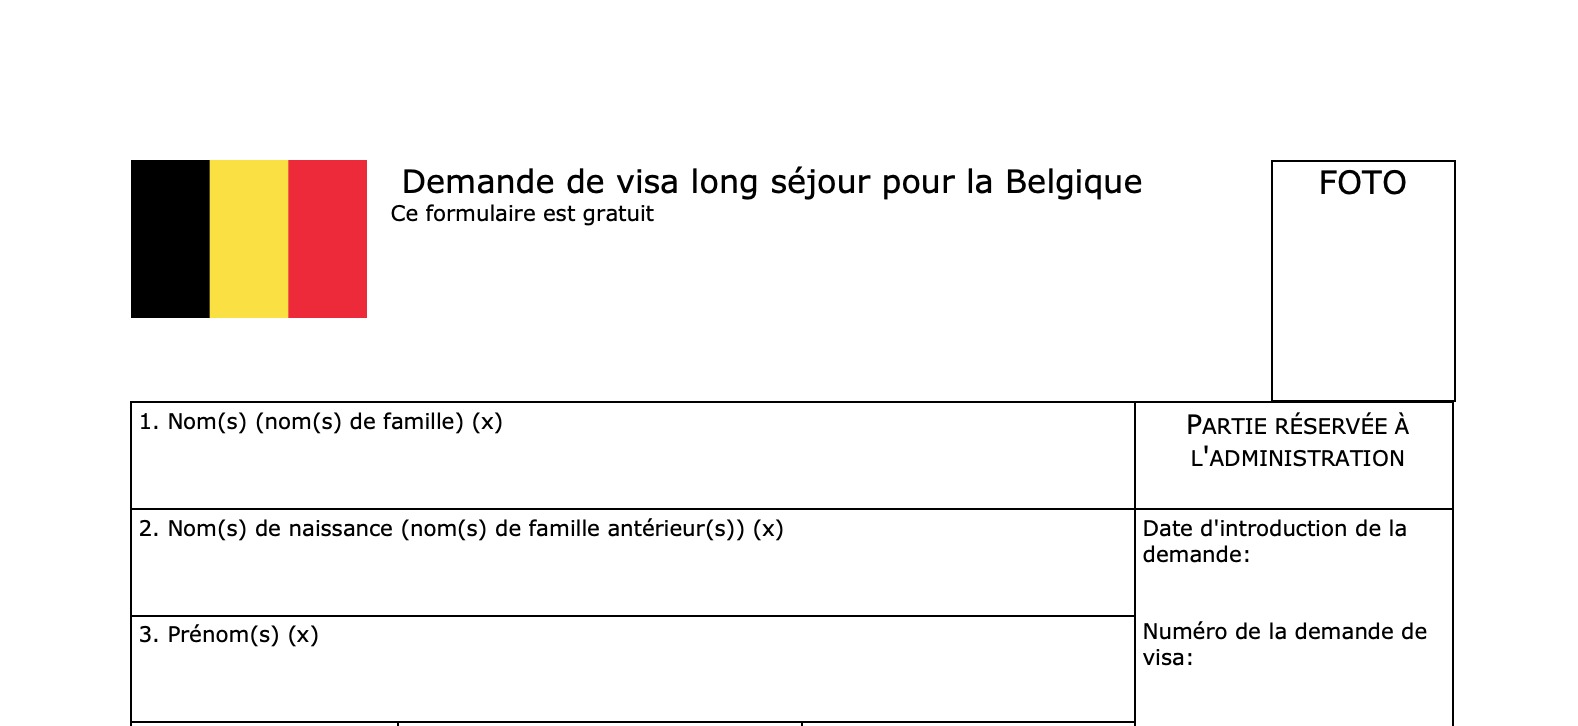 Demande de visa long séjour pour la Belgique
Ce formulaire est gratuit
FOTO
1. Nom(s) (nom(s) de famille) (x)
PARTIE RÉSERVÉE À
L'ADMINISTRATION
2. Nom(s) de naissance (nom(s) de famille antérieur(s)) (x)
Date d'introduction de la
demande:
3. Prénom(s) (x)
Numéro de la demande de
visa: